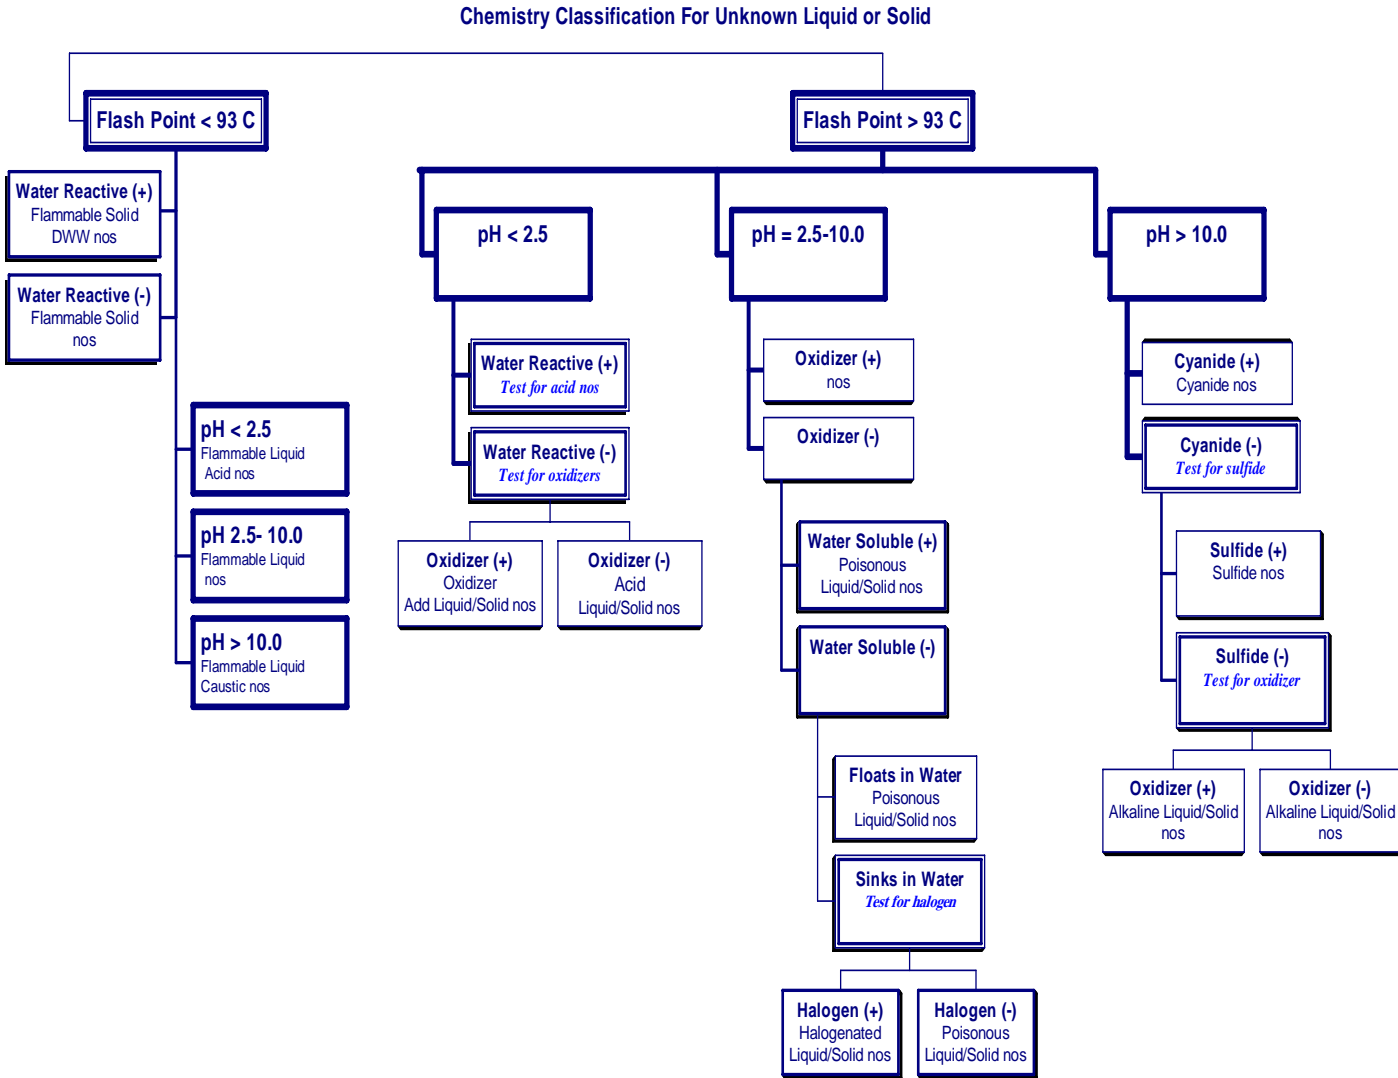 Chemistry Classification For Unknown Liquid or Solid
Flash Point < 93 C
Flash Point > 93 C
Water Reactive (+)
Flammable Solid
DWW nos
Water Reactive (-)
Flammable Solid
nos
pH < 2.5
Flammable Liquid
Acid nos
pH 2.5- 10.0
Flammable Liquid
nos
pH > 10.0
Flammable Liquid
Caustic nos
pH < 2.5
Water Reactive (+)
Test for acid nos
Water Reactive (-)
Test for oxidizers
Oxidizer (+)
Oxidizer
Add Liquid/Solid nos
Oxidizer (-)
Acid
Liquid/Solid nos
pH = 2.5-10.0
Oxidizer (+)
nos
Oxidizer (-)
Water Soluble (+)
Poisonous
Liquid/Solid nos
Water Soluble (-)
Floats in Water
Poisonous
Liquid/Solid nos
Sinks in Water
Test for halogen
Halogen (+)
Halogenated
Liquid/Solid nos
Halogen (-)
Poisonous
Liquid/Solid nos
pH > 10.0
Cyanide (+)
Cyanide nos
Cyanide (-)
Test for sulfide
Sulfide (+)
Sulfide nos
Sulfide (-)
Test for oxidizer
Oxidizer (+)
Alkaline Liquid/Solid
nos
Oxidizer (-)
Alkaline Liquid/Solid
nos